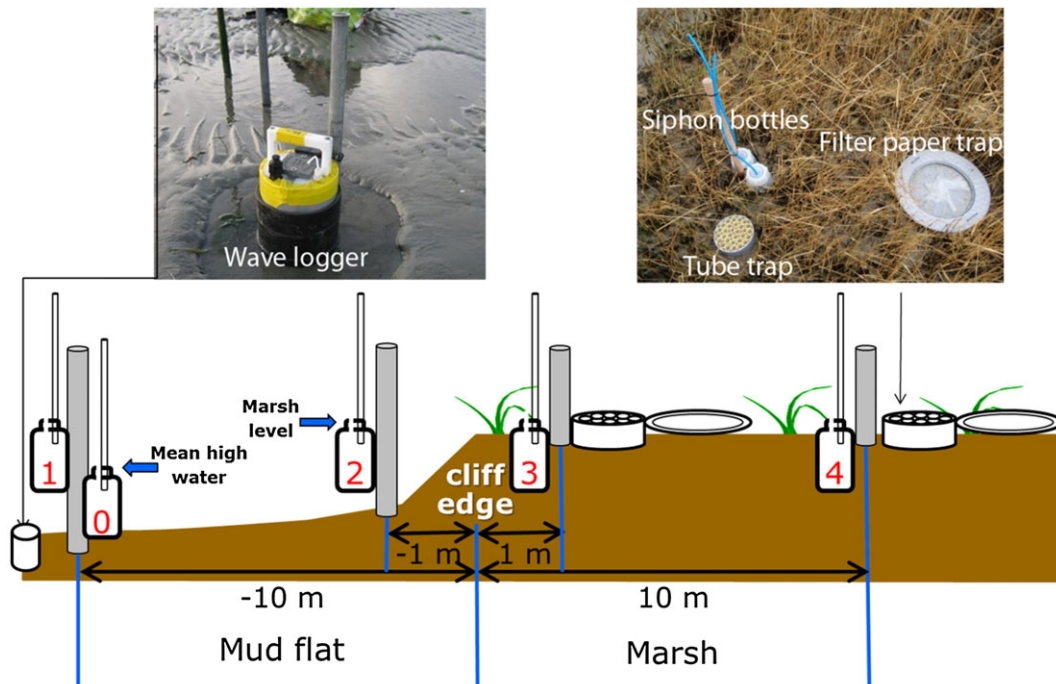 Wave logger
Siphon bottles
Filter paper trap
Tube trap
Marsh
level
Mean high
water
1
0
2
3
4
cliff
edge
-1 m
1 m
-10 m
10 m
Mud flat
Marsh